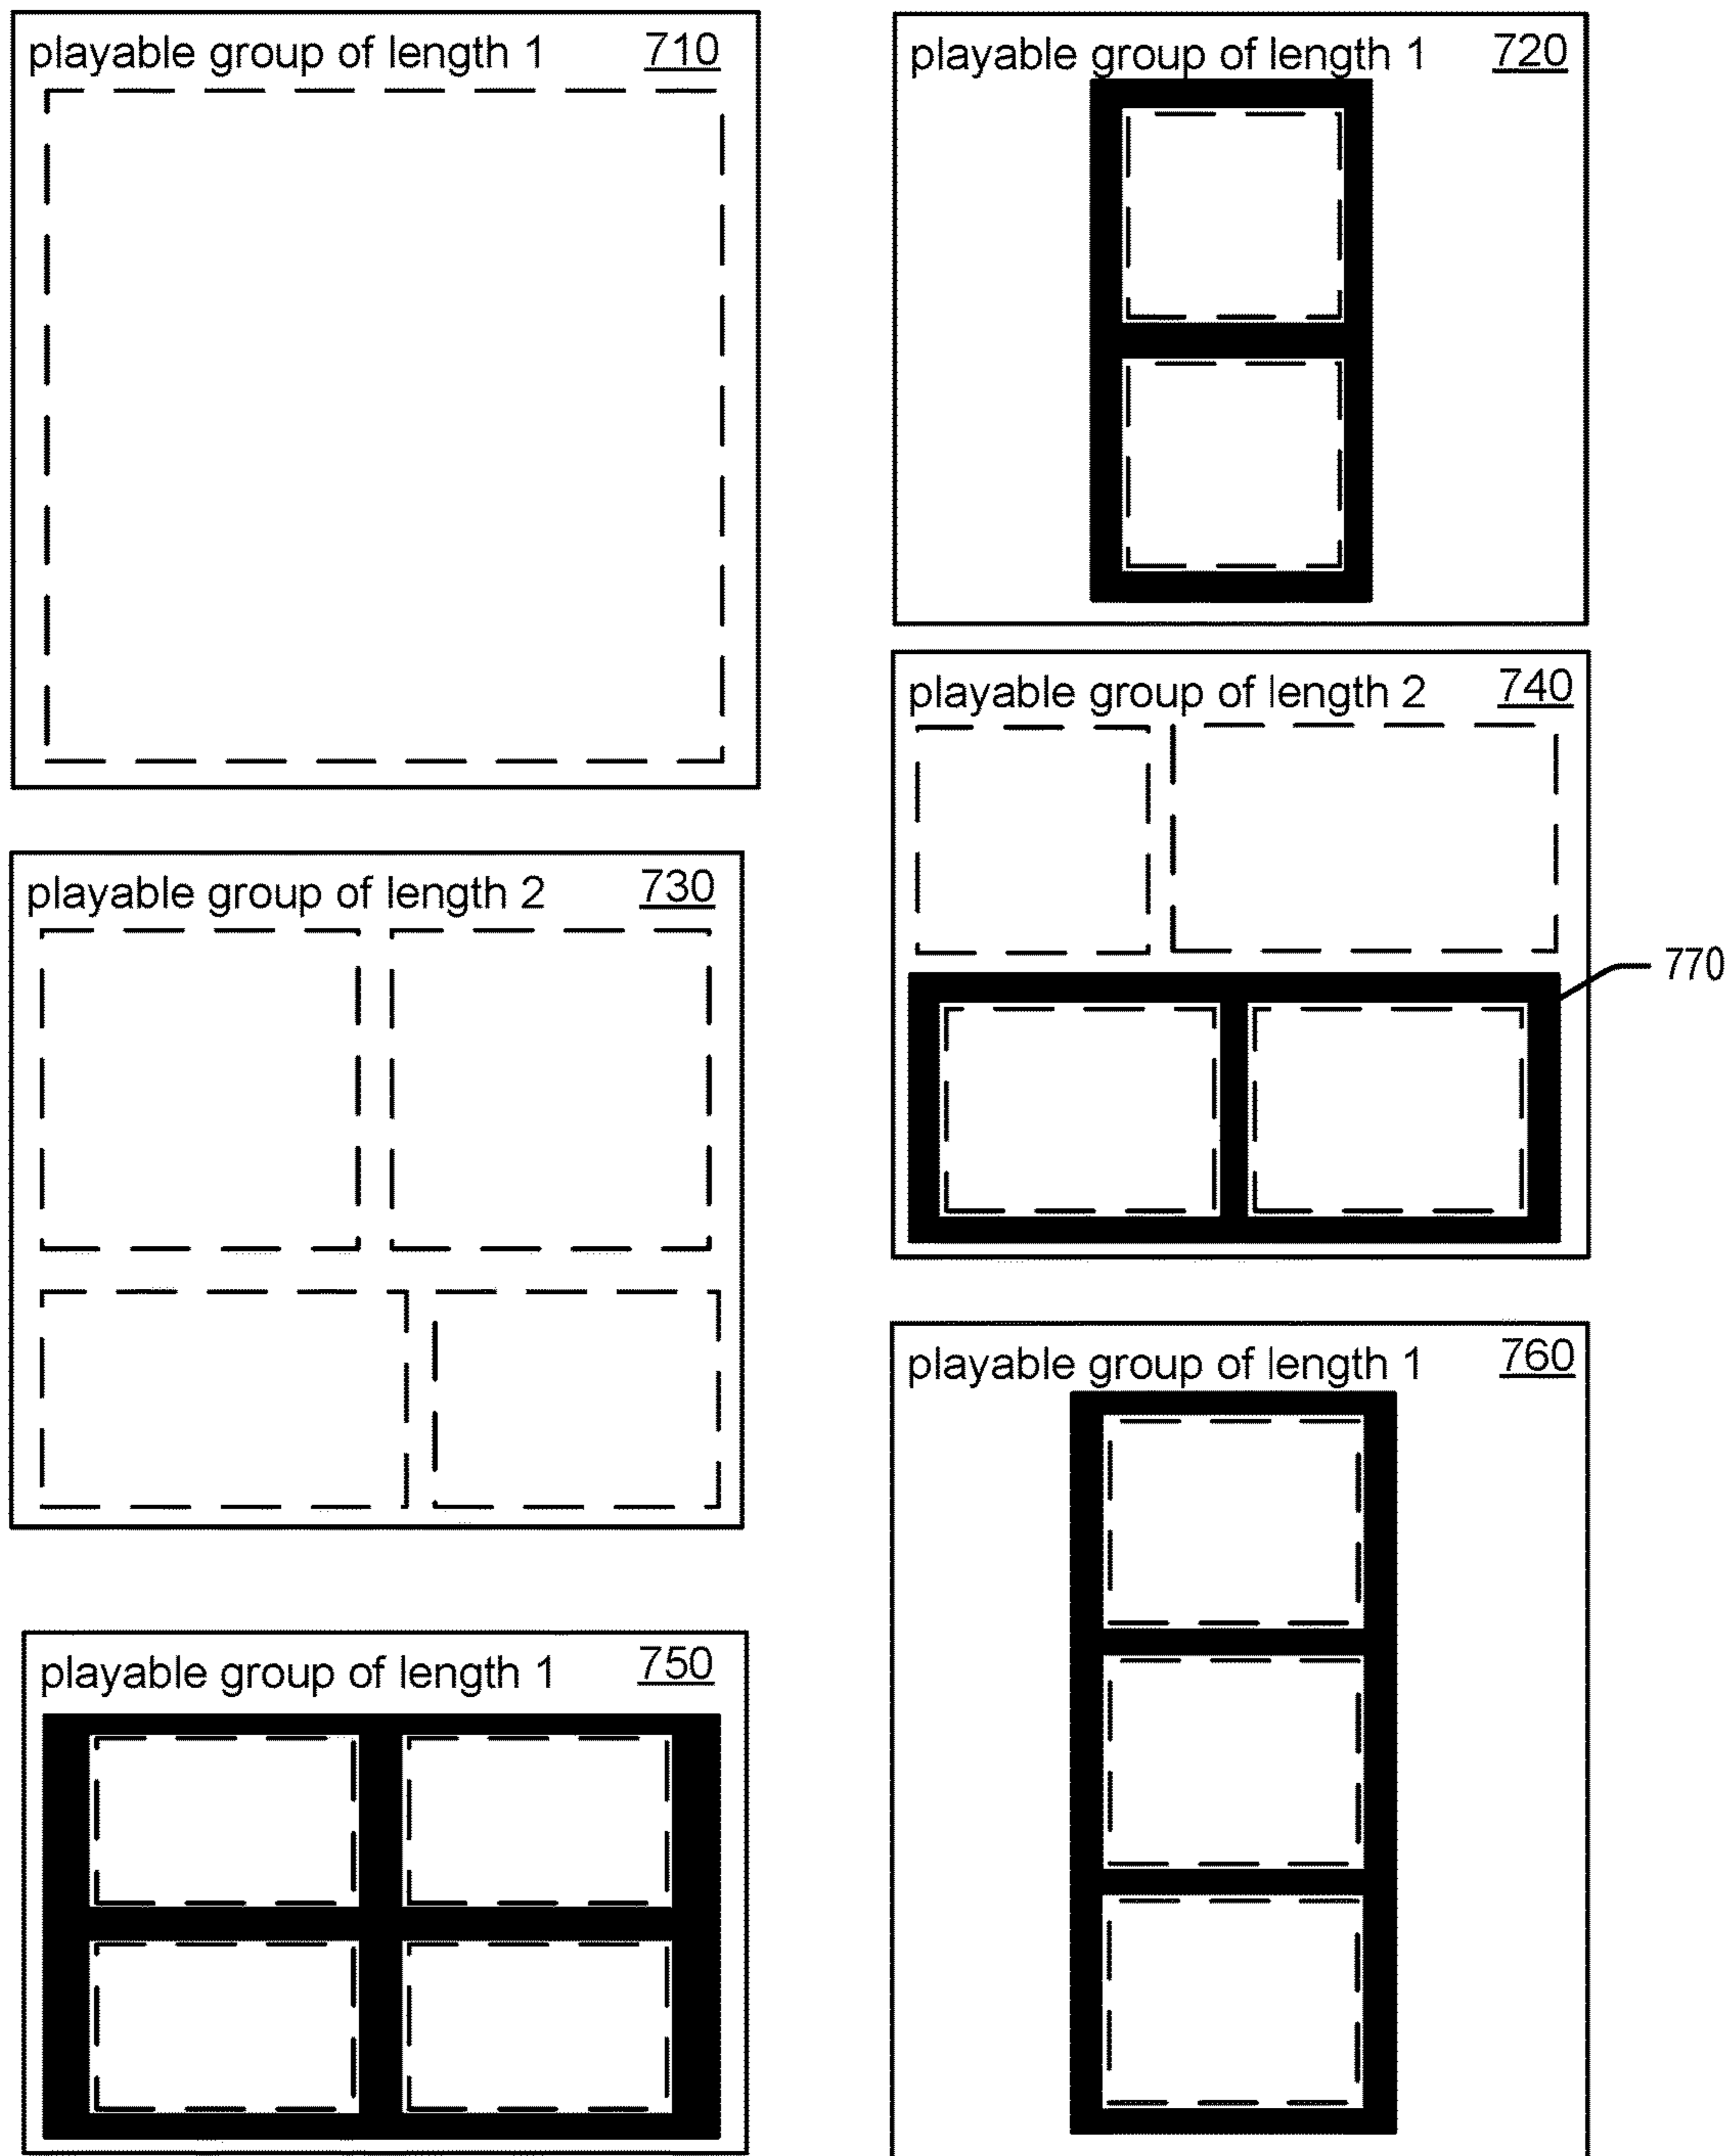 playable group of length 1 710
playable group of length 1 720
playable group of length 2 730
playable group of length 2 740
770
playable group of length 1 750
playable group of length 1 760